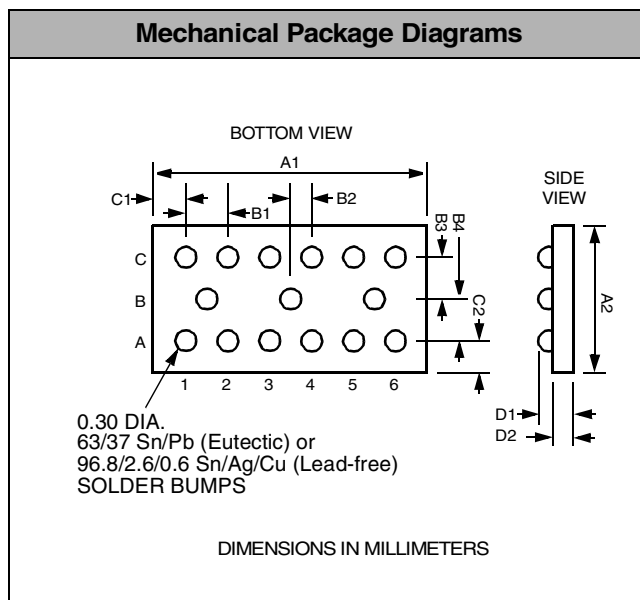 Mechanical Package Diagrams
BOTTOM VIEW
A1
SIDE
VIEW
C1
B1
B2
B3
B4
C
B
A
C2
A2
1 2 3 4 5 6
D1
D2
0.30 DIA.
63/37 Sn/Pb (Eutectic) or
96.8/2.6/0.6 Sn/Ag/Cu (Lead-free)
SOLDER BUMPS
DIMENSIONS IN MILLIMETERS